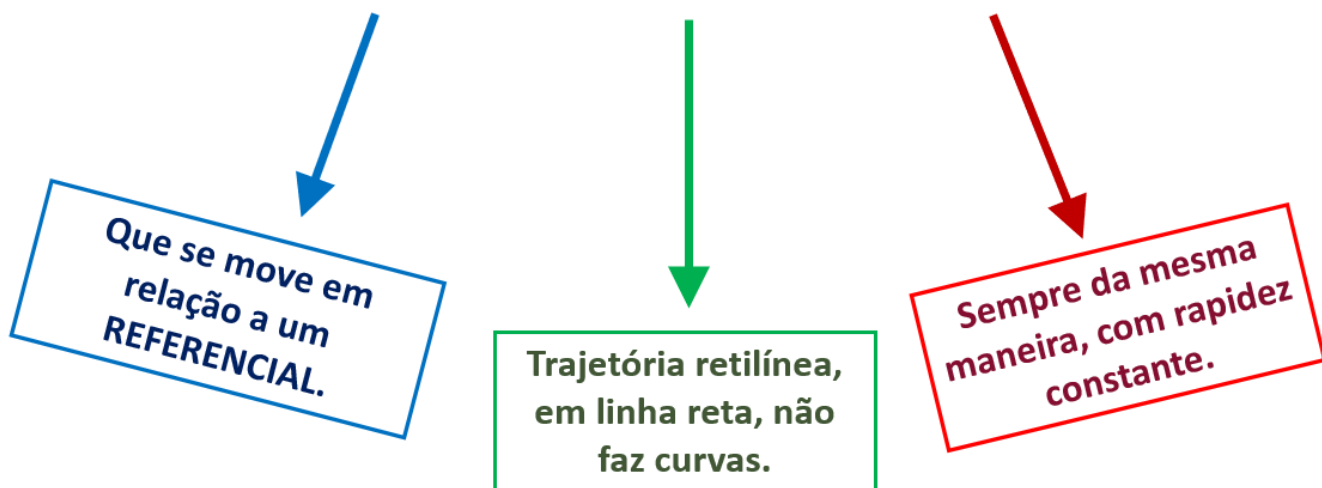 Que se move em
relação a um
REFERENCIAL.
Trajetória retilínea,
em linha reta, não
faz curvas.
Sempre da mesma
maneira, com rapidez
constante.